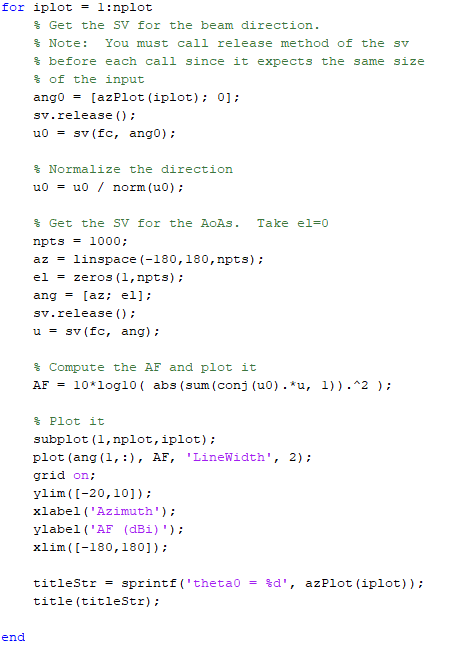 for iplot = 1:nplot
    % Get the SV for the beam direction.
    % Note:  You must call release method of the sv
    % before each call since it expects the same size
    % of the input
    ang0 = [azPlot(iplot); 0];
    sv.release();
    u0 = sv(fc, ang0);

    % Normalize the direction
    u0 = u0 / norm(u0);

    % Get the SV for the AoAs.  Take el=0
    npts = 1000;
    az = linspace(-180,180,npts);
    el = zeros(1,npts);
    ang = [az; el];
    sv.release();
    u = sv(fc, ang);

    % Compute the AF and plot it
    AF = 10*log10( abs(sum(conj(u0).*u, 1)).^2 );

    % Plot it
    subplot(1,nplot,iplot);
    plot(ang(1,:), AF, 'LineWidth', 2);
    grid on;
    ylim([-20,10]);
    xlabel('Azimuth');
    ylabel('AF (dBi)');
    xlim([-180,180]);

    titleStr = sprintf('theta0 = %d', azPlot(iplot));
    title(titleStr);

end